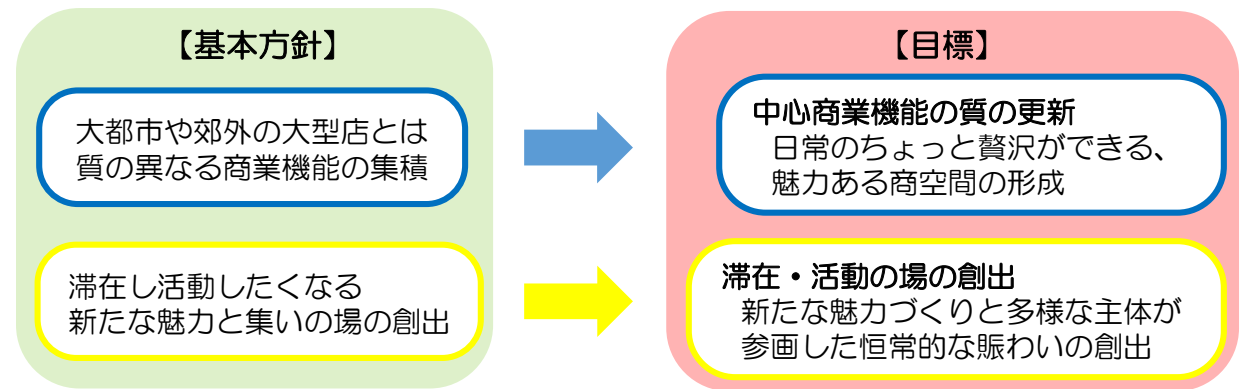 【基本方針】
大都市や郊外の大型店とは
質の異なる商業機能の集積
滞在し活動したくなる
新たな魅力と集いの場の創出
【目標】
中心商業機能の質の更新
日常のちょっと贅沢ができる、
魅力ある商空間の形成
滞在・活動の場の創出
新たな魅力づくりと多様な主体が
参画した恒常的な賑わいの創出